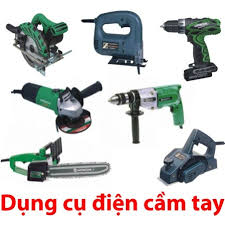 Dụng cụ điện cầm tay